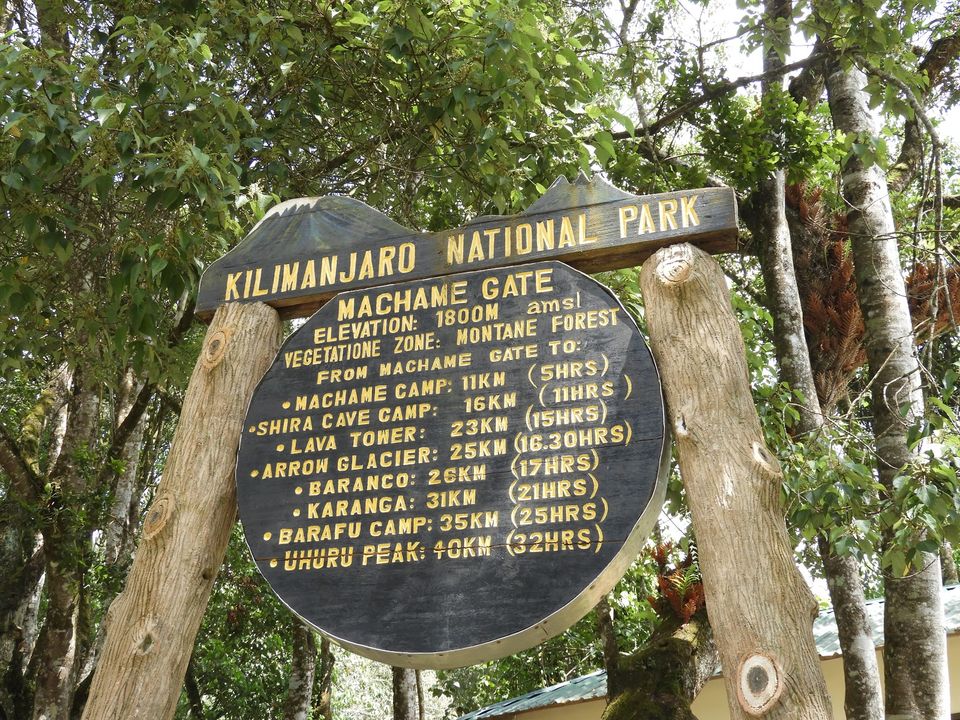 KILIMANJARO NATIONAL PARK
MACHAME GATE
ELEVATION: 1800M amsl
VEGETATIONE ZONE: MONTANE FOREST
FROM MACHAME GATE TO:
• MACHAME CAMP: 11KM (5HRS)
• SHIRA CAVE CAMP: 16KM (11HRS)
• LAVA TOWER: 23KM (15HRS)
• ARROW GLACIER: 25KM (16.30HRS)
• BARANCO: 26KM (17HRS)
• KARANGA: 31KM (21HRS)
• BARAFU CAMP: 35KM (25HRS)
• UHURU PEAK: 40KM (32HRS)